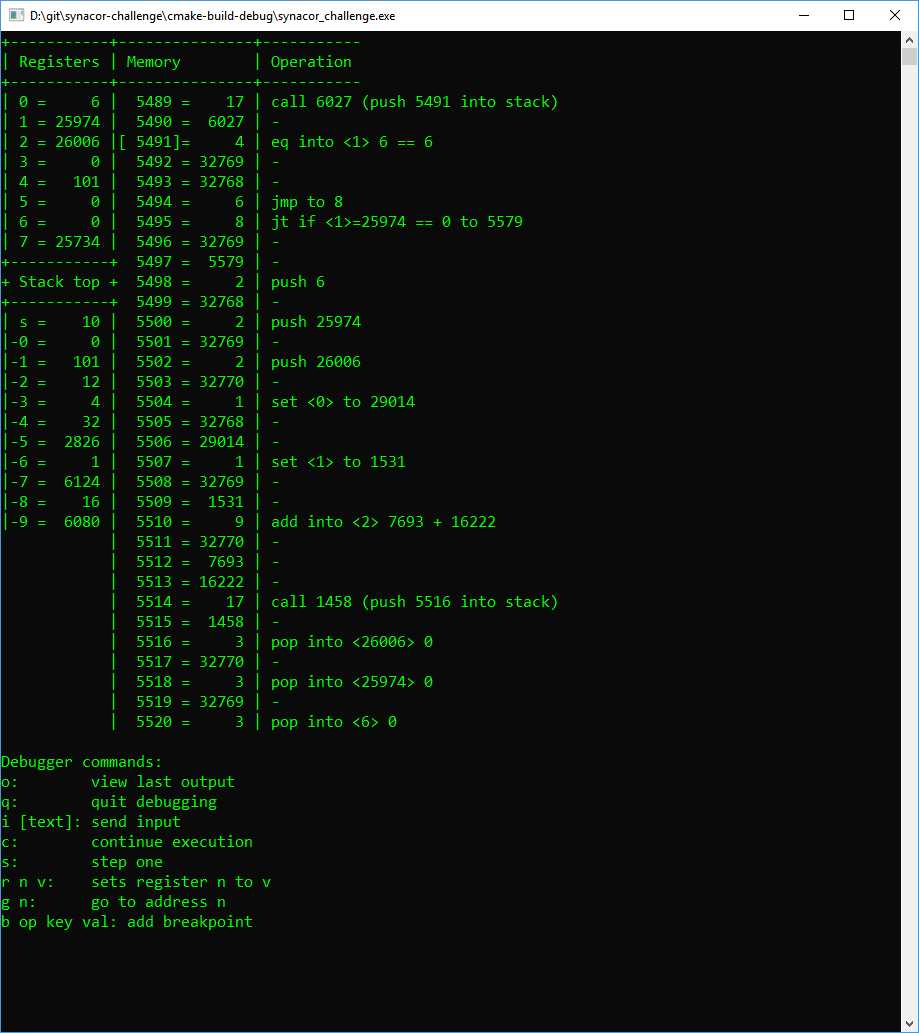 D:\git\synacor-challenge\cmake-build-debug\synacor_challenge.exe
+-----------+---------------+-----------
| Registers | Memory        | Operation
+-----------+---------------+-----------
| 0 =     6 |  5489 =    17 | call 6027 (push 5491 into stack)
| 1 = 25974 |  5490 =  6027 | -
| 2 = 26006 |[ 5491]=     4 | eq into <1> 6 == 6
| 3 =     0 |  5492 = 32769 | -
| 4 =   101 |  5493 = 32768 | -
| 5 =     0 |  5494 =     6 | jmp to 8
| 6 =     0 |  5495 =     8 | jt if <1>=25974 == 0 to 5579
| 7 = 25734 |  5496 = 32769 | -
+-----------+  5497 =  5579 | -
+ Stack top +  5498 =     2 | push 6
+-----------+  5499 = 32768 | -
| s =    10 |  5500 =     2 | push 25974
|-0 =     0 |  5501 = 32769 | -
|-1 =   101 |  5502 =     2 | push 26006
|-2 =    12 |  5503 = 32770 | -
|-3 =     4 |  5504 =     1 | set <0> to 29014
|-4 =    32 |  5505 = 32768 | -
|-5 =  2826 |  5506 = 29014 | -
|-6 =     1 |  5507 =     1 | set <1> to 1531
|-7 =  6124 |  5508 = 32769 | -
|-8 =    16 |  5509 =  1531 | -
|-9 =  6080 |  5510 =     9 | add into <2> 7693 + 16222
            |  5511 = 32770 | -
            |  5512 =  7693 | -
            |  5513 = 16222 | -
            |  5514 =    17 | call 1458 (push 5516 into stack)
            |  5515 =  1458 | -
            |  5516 =     3 | pop into <26006> 0
            |  5517 = 32770 | -
            |  5518 =     3 | pop into <25974> 0
            |  5519 = 32769 | -
            |  5520 =     3 | pop into <6> 0
Debugger commands:
o:        view last output
q:        quit debugging
i [text]: send input
c:        continue execution
s:        step one
r n v:    sets register n to v
g n:      go to address n
b op key val: add breakpoint